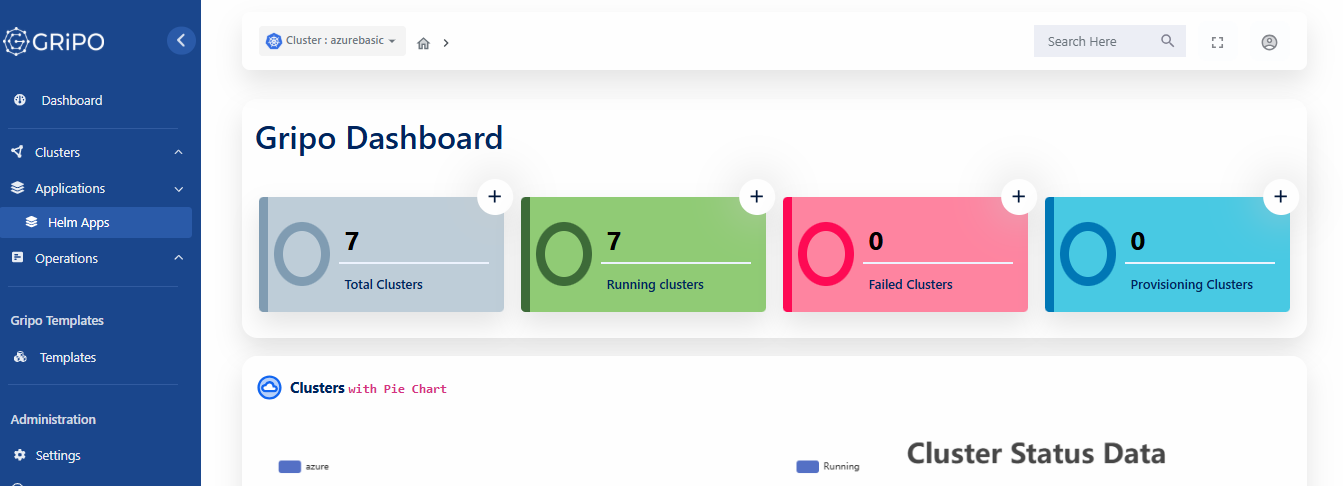 GRiPO
Cluster : azurebasic
Search Here
Dashboard
Clusters
Applications
Helm Apps
Operations
Gripo Templates
Templates
Administration
Settings
Gripo Dashboard
7
Total Clusters
7
Running clusters
0
Failed Clusters
0
Provisioning Clusters
Clusters with Pie Chart
azure
Running
Cluster Status Data